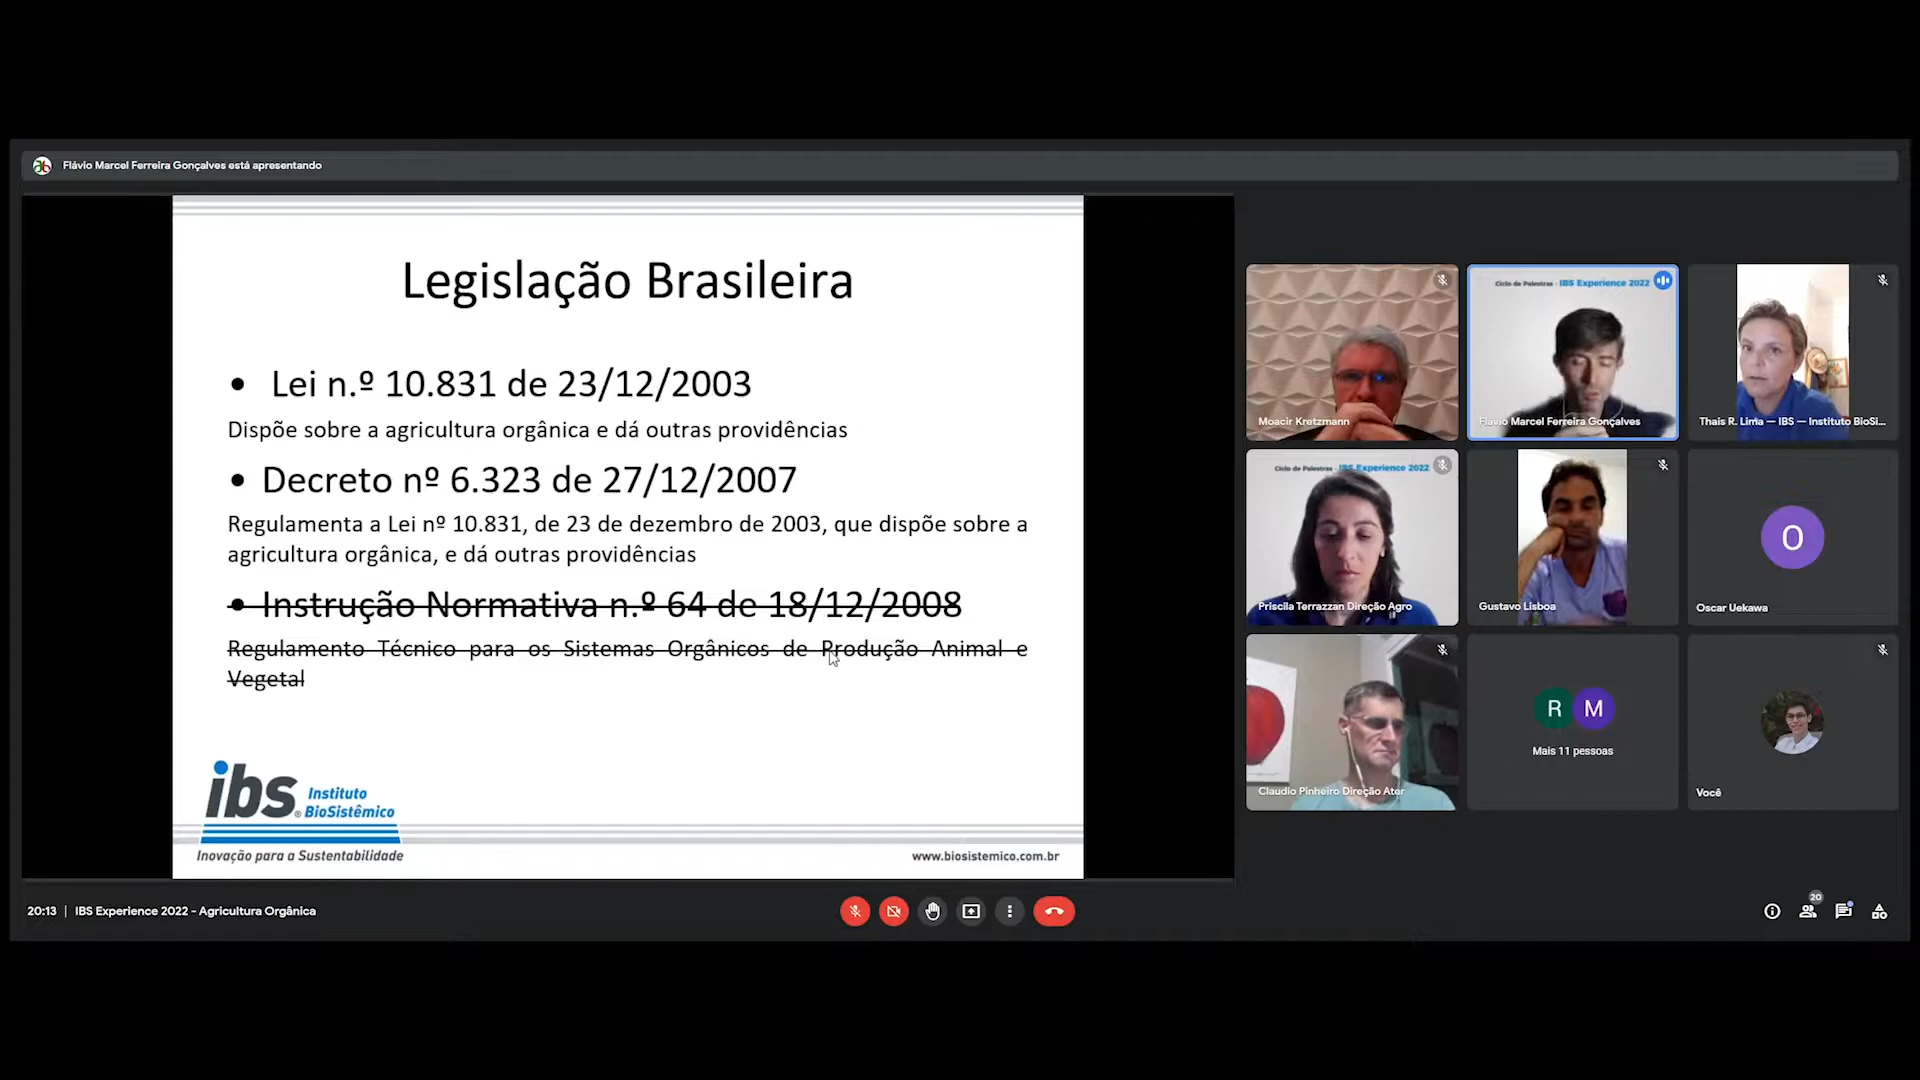 Flávio Marcel Ferreira Gonçalves está apresentando
Legislação Brasileira
• Lei n.º 10.831 de 23/12/2003
Dispõe sobre a agricultura orgânica e dá outras providências
• Decreto nº 6.323 de 27/12/2007
Regulamenta a Lei nº 10.831, de 23 de dezembro de 2003, que dispõe sobre a
agricultura orgânica, e dá outras providências
• Instrução Normativa n.º 64 de 18/12/2008
Regulamento Técnico para os Sistemas Orgânicos de Produção Animal e
Vegetal
ibs®
Instituto
BioSistêmico
Inovação para a Sustentabilidade
www.biosistemico.com.br
Moacir Kretzmann
Ciclo de Palestras - IBS Experience 2022
Flávio Marcel Ferreira Gonçalves
Thais R. Lima — IBS — Instituto BioSi...
Ciclo de Palestras - IBS Experience 2022
Priscila Terrazzan Direção Agro
Gustavo Lisboa
O
Oscar Uekawa
Claudio Pinheiro Direção Ater
R M
Mais 11 pessoas
Você
20:13 | IBS Experience 2022 - Agricultura Orgânica
20